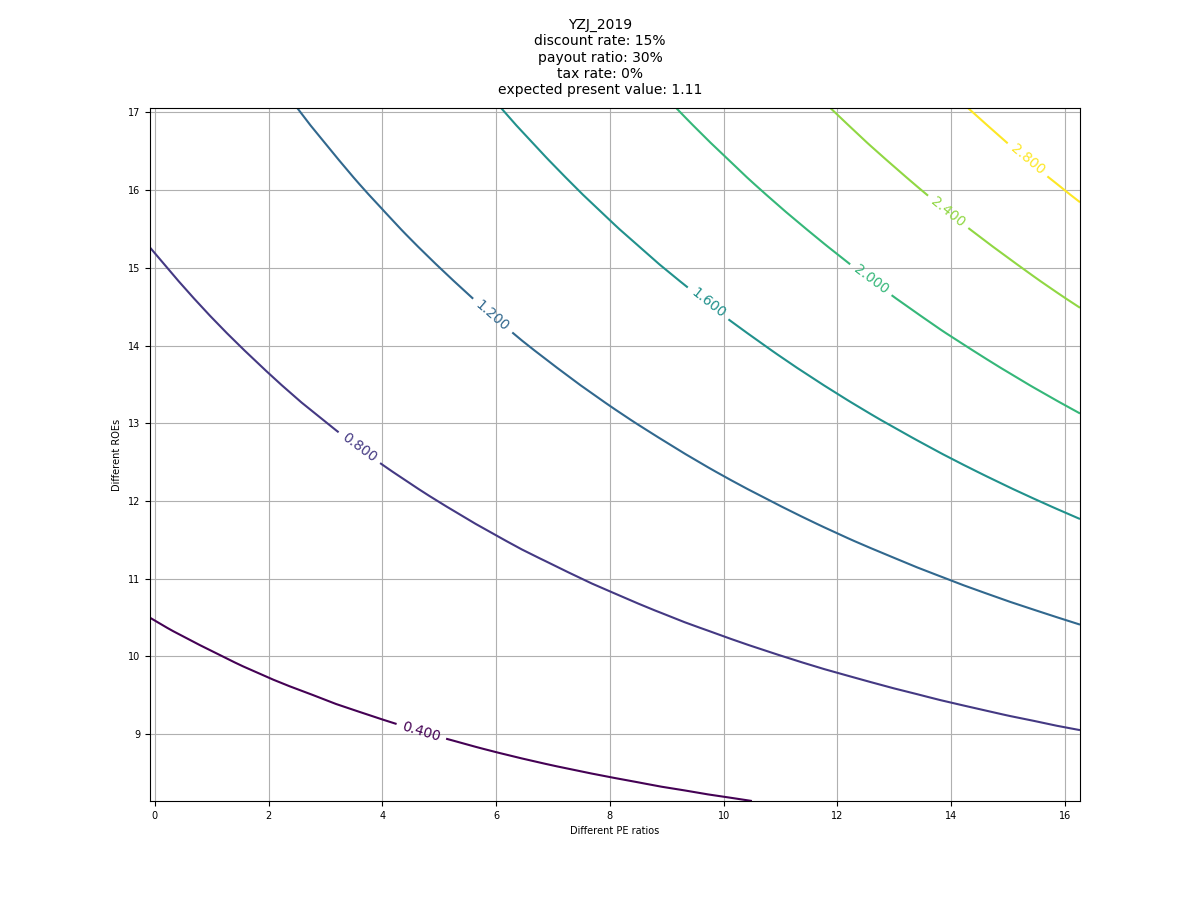 YZJ_2019
discount rate: 15%
payout ratio: 30%
tax rate: 0%
expected present value: 1.11
17
16
15
14
13
12
11
10
9
Different ROEs
2.800
2.400
2.000
1.600
1.200
0.800
0.400
0 2 4 6 8 10 12 14 16
Different PE ratios